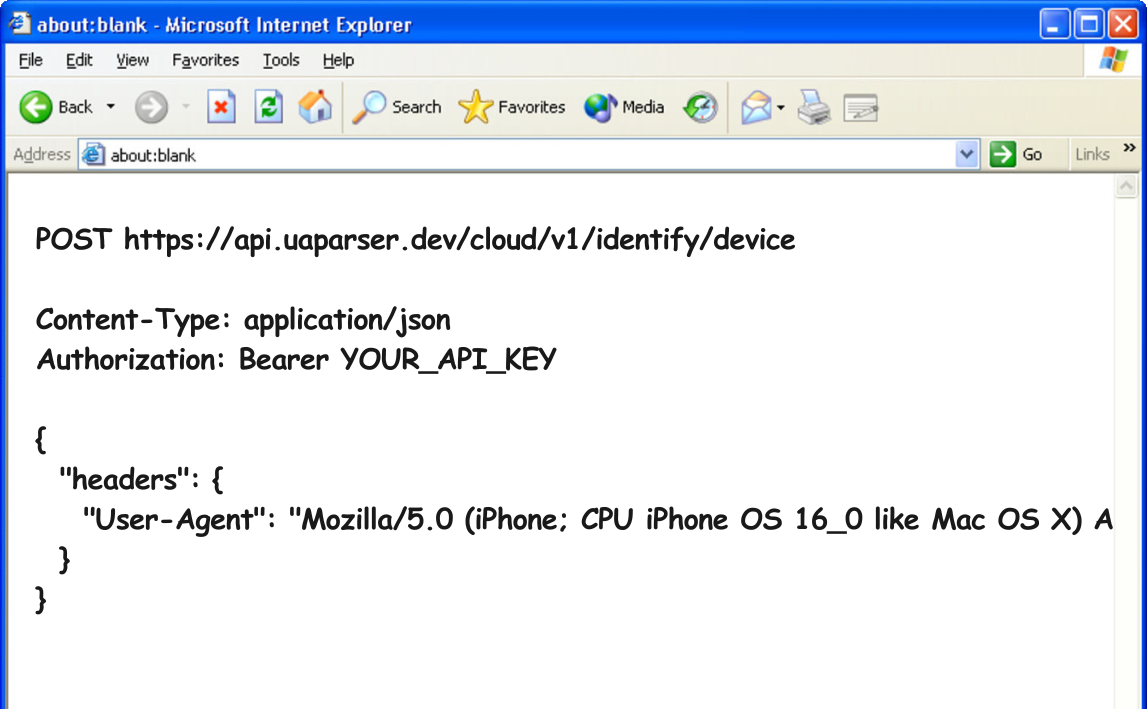 about:blank - Microsoft Internet Explorer
File Edit View Favorites Tools Help
Back Search Favorites Media
Address about:blank Go Links »
POST https://api.uaparser.dev/cloud/v1/identify/device
Content-Type: application/json
Authorization: Bearer YOUR_API_KEY
{
"headers": {
"User-Agent": "Mozilla/5.0 (iPhone; CPU iPhone OS 16_0 like Mac OS X) A
}
}